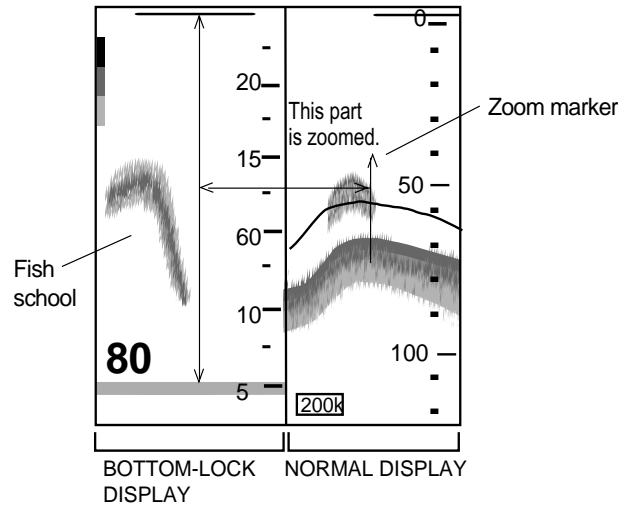 0
20
This part
is zoomed.
Zoom marker
15
50
60
Fish
school
10
80
100
5
200k
BOTTOM-LOCK
DISPLAY
NORMAL DISPLAY